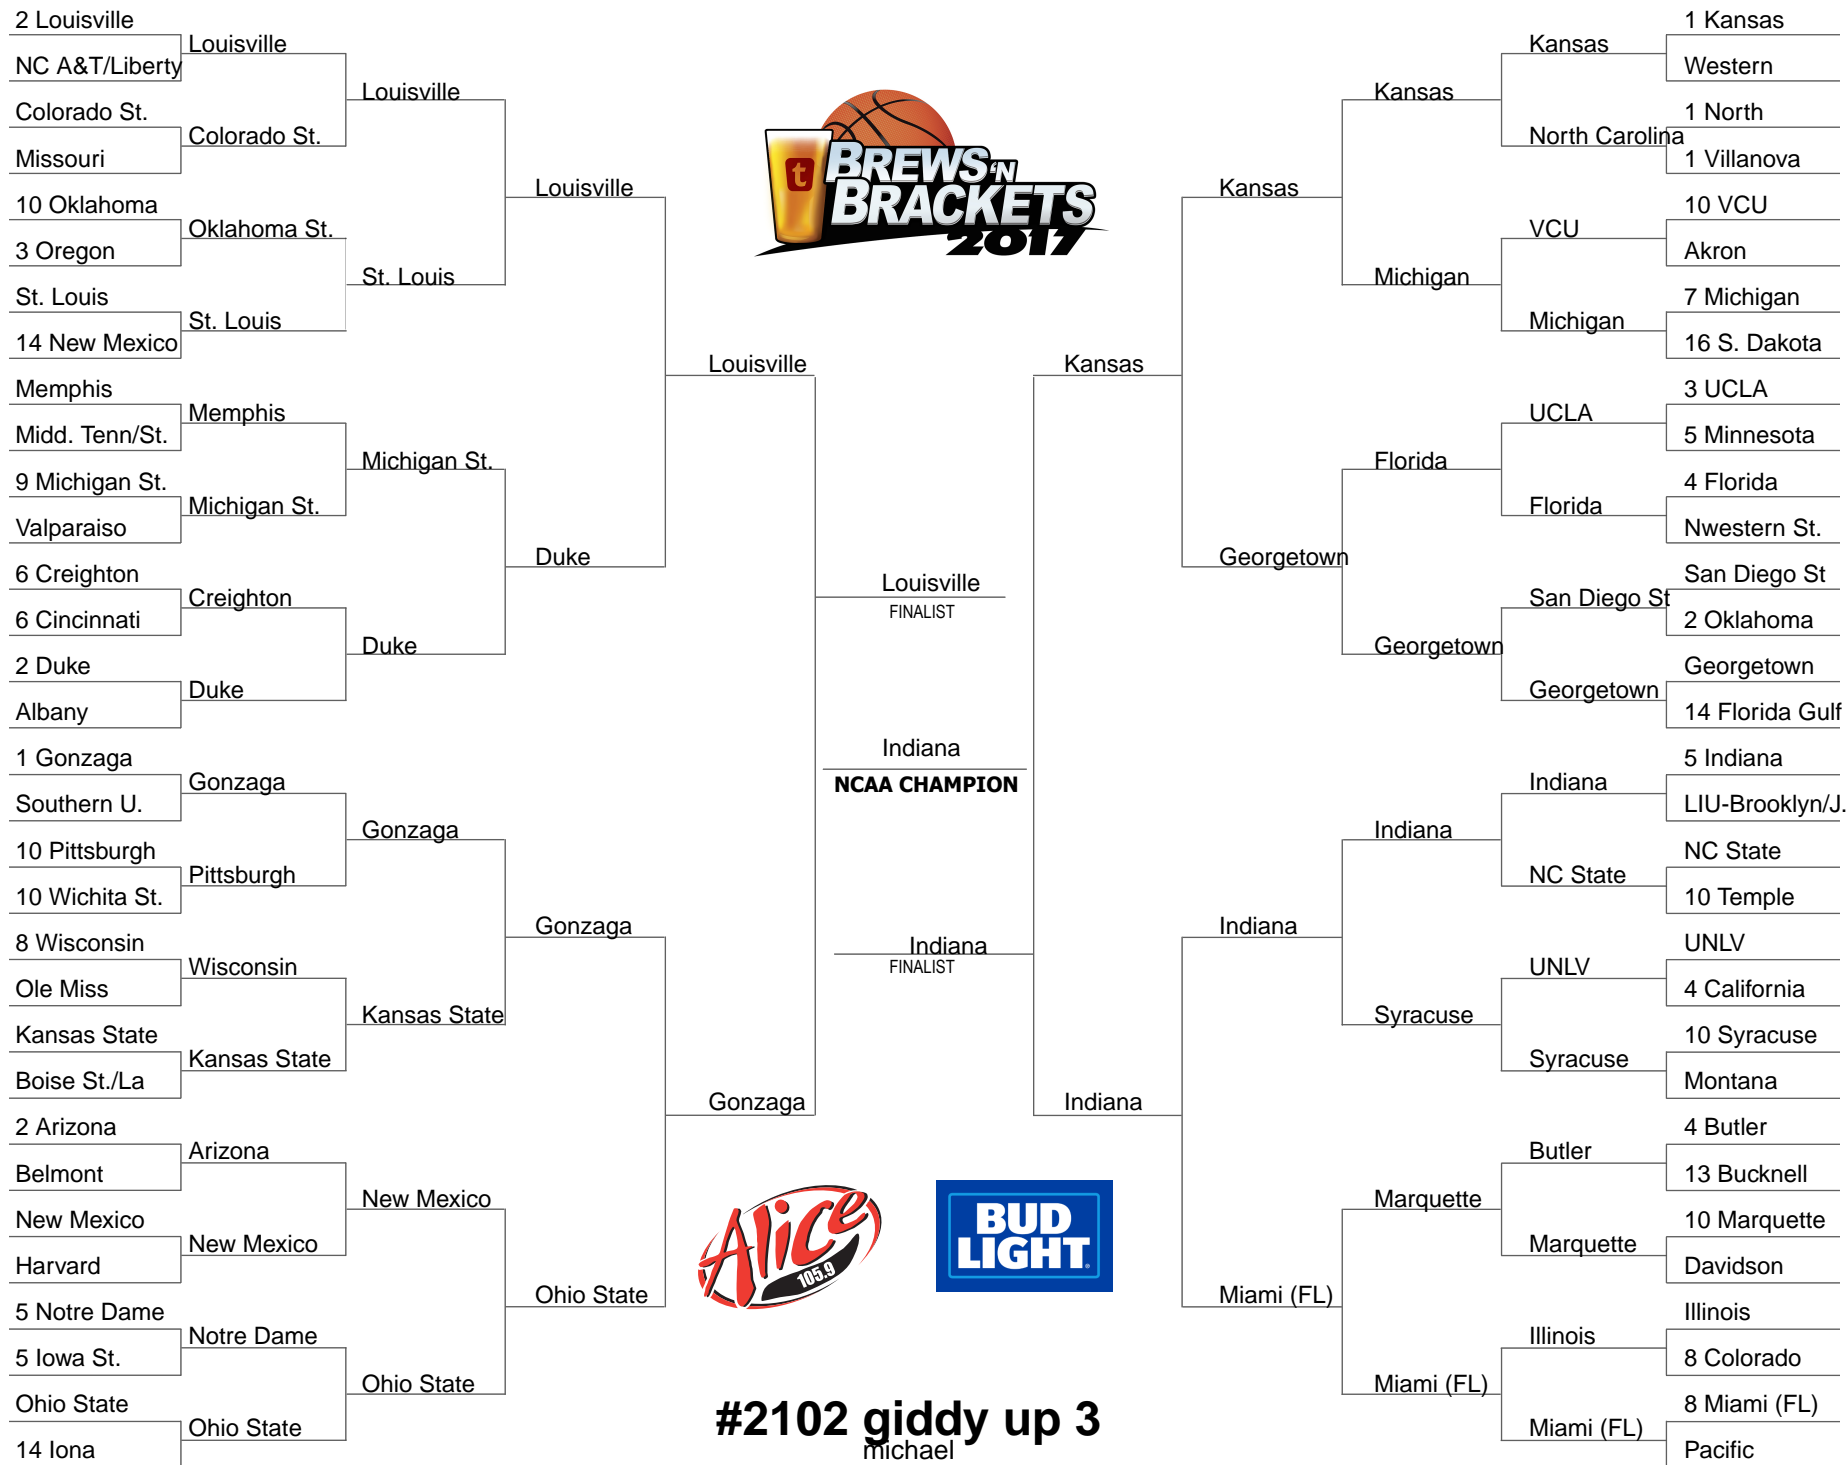 2 Louisville
NC A&T/Liberty
Colorado St.
Missouri
10 Oklahoma
3 Oregon
St. Louis
14 New Mexico
Memphis
Midd. Tenn/St.
9 Michigan St.
Valparaiso
6 Creighton
6 Cincinnati
2 Duke
Albany
1 Gonzaga
Southern U.
10 Pittsburgh
10 Wichita St.
8 Wisconsin
Ole Miss
Kansas State
Boise St./La
2 Arizona
Belmont
New Mexico
Harvard
5 Notre Dame
5 Iowa St.
Ohio State
14 Iona
Louisville
Colorado St.
Oklahoma St.
St. Louis
Memphis
Michigan St.
Creighton
Duke
Gonzaga
Pittsburgh
Wisconsin
Kansas State
Arizona
New Mexico
Notre Dame
Ohio State
Louisville
St. Louis
Michigan St.
Duke
Gonzaga
Kansas State
New Mexico
Ohio State
Louisville
Duke
Gonzaga
Ohio State
Louisville
Gonzaga
t
BREWS 'N
BRACKETS
2017
Louisville
FINALIST
Indiana
NCAA CHAMPION
Indiana
FINALIST
Alice
105.9
BUD
LIGHT
#2102 giddy up 3
michael
Kansas
Indiana
Kansas
Georgetown
Indiana
Miami (FL)
Kansas
Michigan
Florida
Georgetown
Indiana
Syracuse
Marquette
Miami (FL)
Kansas
North Carolina
VCU
Michigan
UCLA
Florida
San Diego St
Georgetown
Indiana
NC State
UNLV
Syracuse
Butler
Marquette
Illinois
Miami (FL)
1 Kansas
Western
1 North
1 Villanova
10 VCU
Akron
7 Michigan
16 S. Dakota
3 UCLA
5 Minnesota
4 Florida
Nwestern St.
San Diego St
2 Oklahoma
Georgetown
14 Florida Gulf
5 Indiana
LIU-Brooklyn/J.
NC State
10 Temple
UNLV
4 California
10 Syracuse
Montana
4 Butler
13 Bucknell
10 Marquette
Davidson
Illinois
8 Colorado
8 Miami (FL)
Pacific